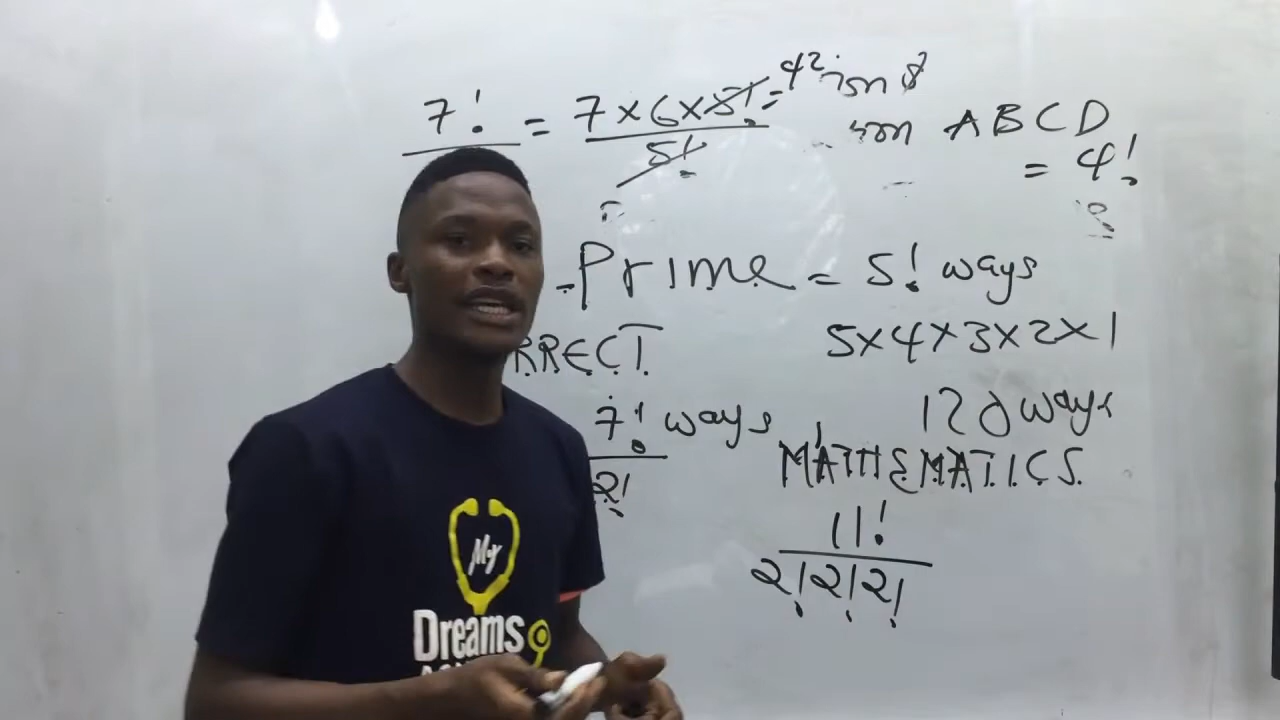 7! = 7×6×5! = 42
5!
ABCD
= 4!
Prime = 5! ways
5×4×3×2×1
RRECT
120 ways
7! ways
2!
MATHEMATICS
11!
2!2!2!
My
Dreams